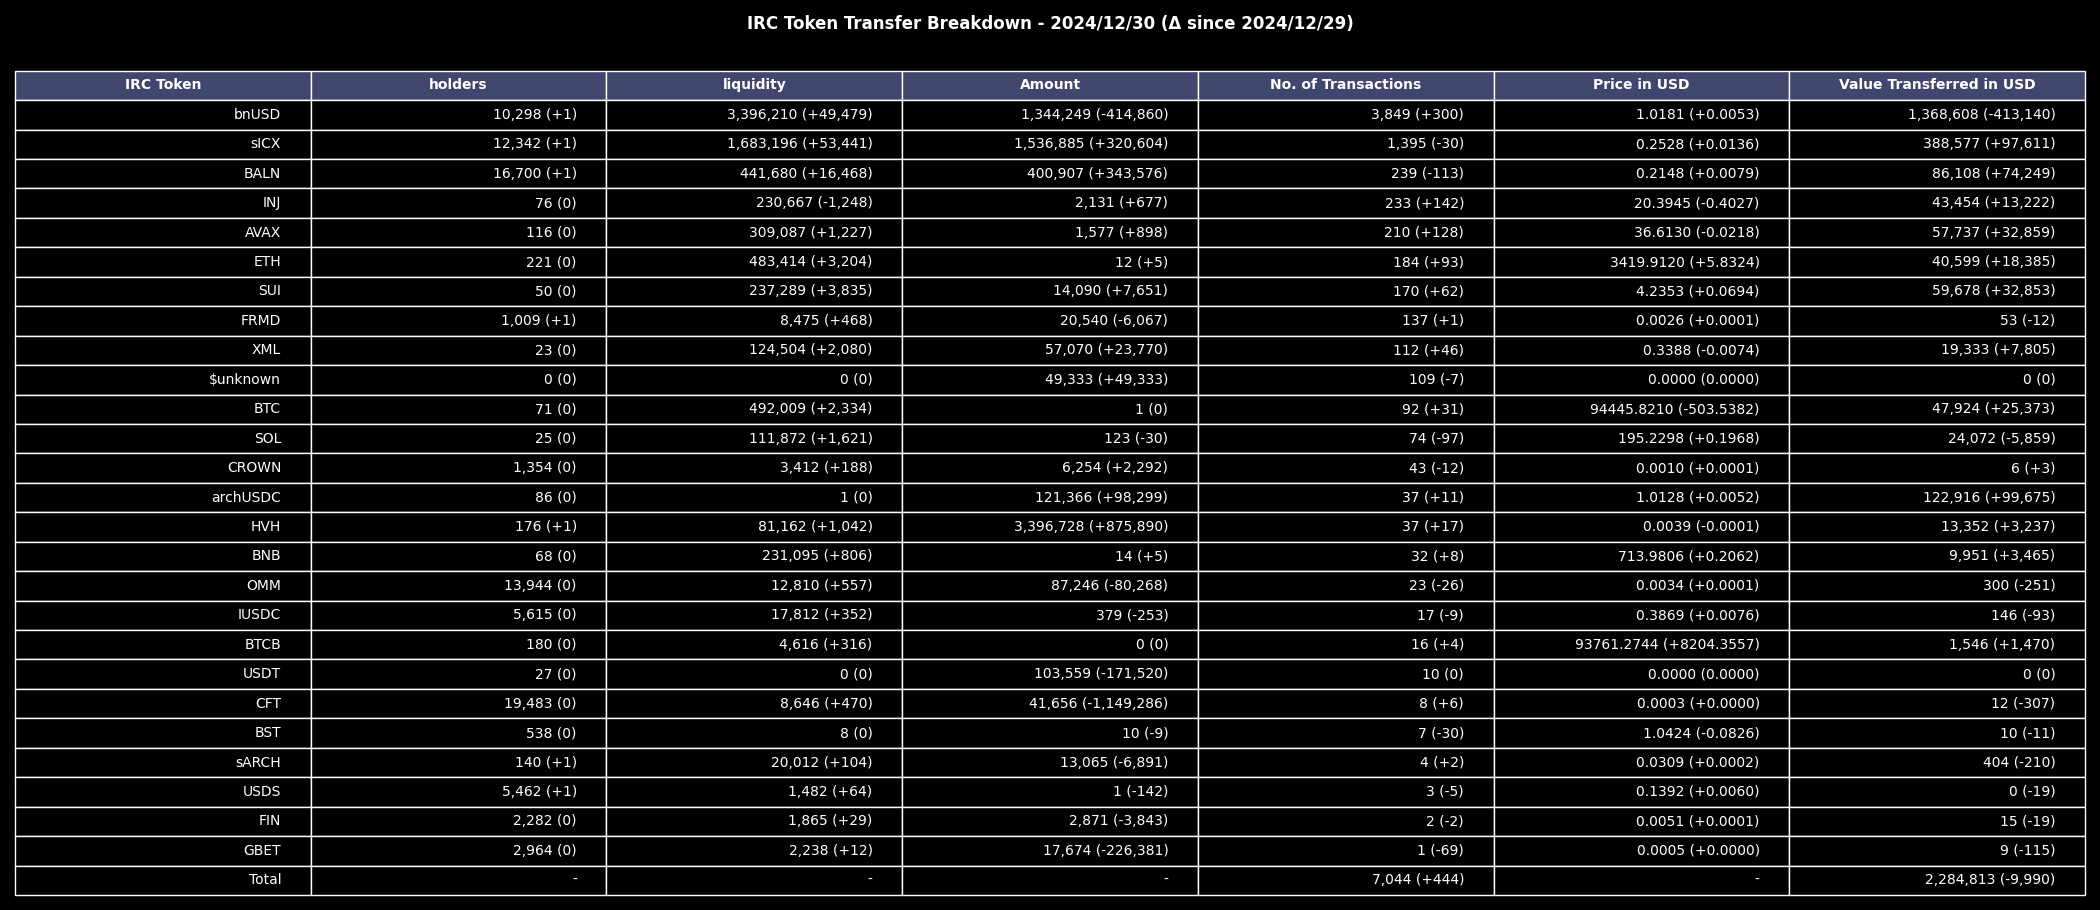 IRC Token Transfer Breakdown - 2024/12/30 (Δ since 2024/12/29)
IRC Token holders liquidity Amount No. of Transactions Price in USD Value Transferred in USD
bnUSD 10,298 (+1) 3,396,210 (+49,479) 1,344,249 (-414,860) 3,849 (+300) 1.0181 (+0.0053) 1,368,608 (-413,140)
sICX 12,342 (+1) 1,683,196 (+53,441) 1,536,885 (+320,604) 1,395 (-30) 0.2528 (+0.0136) 388,577 (+97,611)
BALN 16,700 (+1) 441,680 (+16,468) 400,907 (+343,576) 239 (-113) 0.2148 (+0.0079) 86,108 (+74,249)
INJ 76 (0) 230,667 (-1,248) 2,131 (+677) 233 (+142) 20.3945 (-0.4027) 43,454 (+13,222)
AVAX 116 (0) 309,087 (+1,227) 1,577 (+898) 210 (+128) 36.6130 (-0.0218) 57,737 (+32,859)
ETH 221 (0) 483,414 (+3,204) 12 (+5) 184 (+93) 3419.9120 (+5.8324) 40,599 (+18,385)
SUI 50 (0) 237,289 (+3,835) 14,090 (+7,651) 170 (+62) 4.2353 (+0.0694) 59,678 (+32,853)
FRMD 1,009 (+1) 8,475 (+468) 20,540 (-6,067) 137 (+1) 0.0026 (+0.0001) 53 (-12)
XML 23 (0) 124,504 (+2,080) 57,070 (+23,770) 112 (+46) 0.3388 (-0.0074) 19,333 (+7,805)
$unknown 0 (0) 0 (0) 49,333 (+49,333) 109 (-7) 0.0000 (0.0000) 0 (0)
BTC 71 (0) 492,009 (+2,334) 1 (0) 92 (+31) 94445.8210 (-503.5382) 47,924 (+25,373)
SOL 25 (0) 111,872 (+1,621) 123 (-30) 74 (-97) 195.2298 (+0.1968) 24,072 (-5,859)
CROWN 1,354 (0) 3,412 (+188) 6,254 (+2,292) 43 (-12) 0.0010 (+0.0001) 6 (+3)
archUSDC 86 (0) 1 (0) 121,366 (+98,299) 37 (+11) 1.0128 (+0.0052) 122,916 (+99,675)
HVH 176 (+1) 81,162 (+1,042) 3,396,728 (+875,890) 37 (+17) 0.0039 (-0.0001) 13,352 (+3,237)
BNB 68 (0) 231,095 (+806) 14 (+5) 32 (+8) 713.9806 (+0.2062) 9,951 (+3,465)
OMM 13,944 (0) 12,810 (+557) 87,246 (-80,268) 23 (-26) 0.0034 (+0.0001) 300 (-251)
IUSDC 5,615 (0) 17,812 (+352) 379 (-253) 17 (-9) 0.3869 (+0.0076) 146 (-93)
BTCB 180 (0) 4,616 (+316) 0 (0) 16 (+4) 93761.2744 (+8204.3557) 1,546 (+1,470)
USDT 27 (0) 0 (0) 103,559 (-171,520) 10 (0) 0.0000 (0.0000) 0 (0)
CFT 19,483 (0) 8,646 (+470) 41,656 (-1,149,286) 8 (+6) 0.0003 (+0.0000) 12 (-307)
BST 538 (0) 8 (0) 10 (-9) 7 (-30) 1.0424 (-0.0826) 10 (-11)
sARCH 140 (+1) 20,012 (+104) 13,065 (-6,891) 4 (+2) 0.0309 (+0.0002) 404 (-210)
USDS 5,462 (+1) 1,482 (+64) 1 (-142) 3 (-5) 0.1392 (+0.0060) 0 (-19)
FIN 2,282 (0) 1,865 (+29) 2,871 (-3,843) 2 (-2) 0.0051 (+0.0001) 15 (-19)
GBET 2,964 (0) 2,238 (+12) 17,674 (-226,381) 1 (-69) 0.0005 (+0.0000) 9 (-115)
Total - - - 7,044 (+444) - 2,284,813 (-9,990)